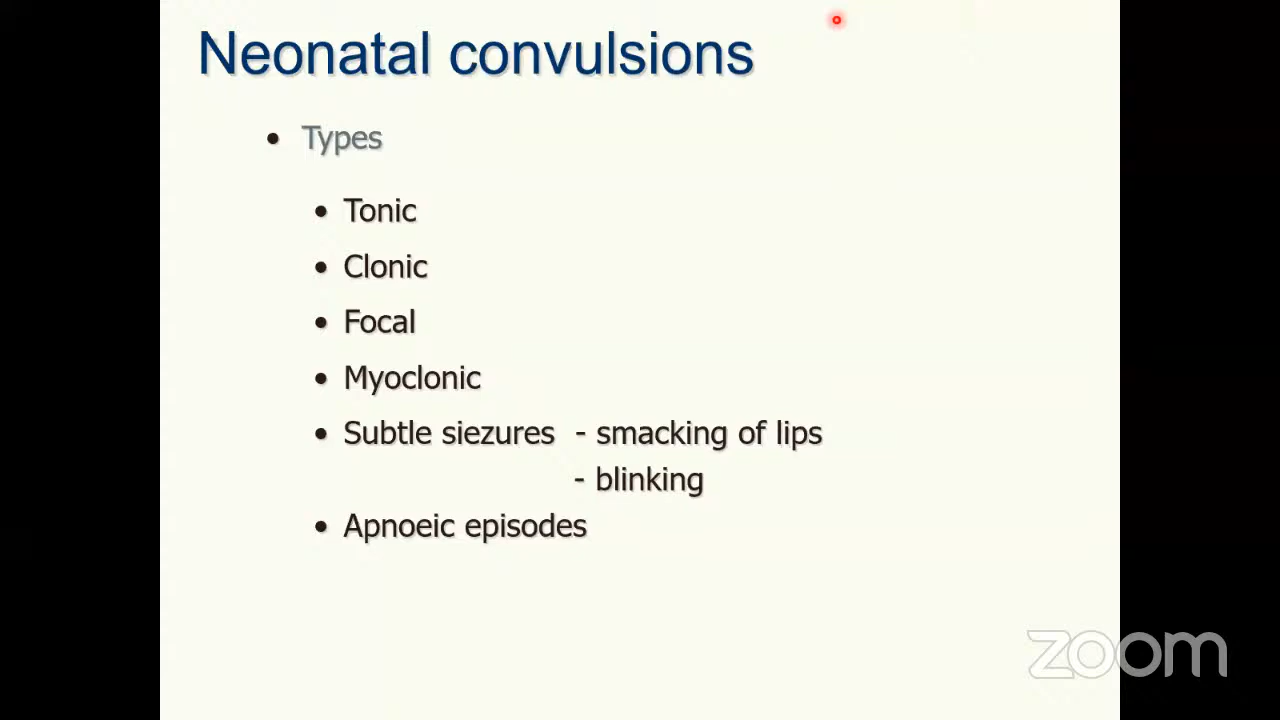 Neonatal convulsions
• Types
• Tonic
• Clonic
• Focal
• Myoclonic
• Subtle siezures - smacking of lips
- blinking
• Apnoeic episodes
zoom